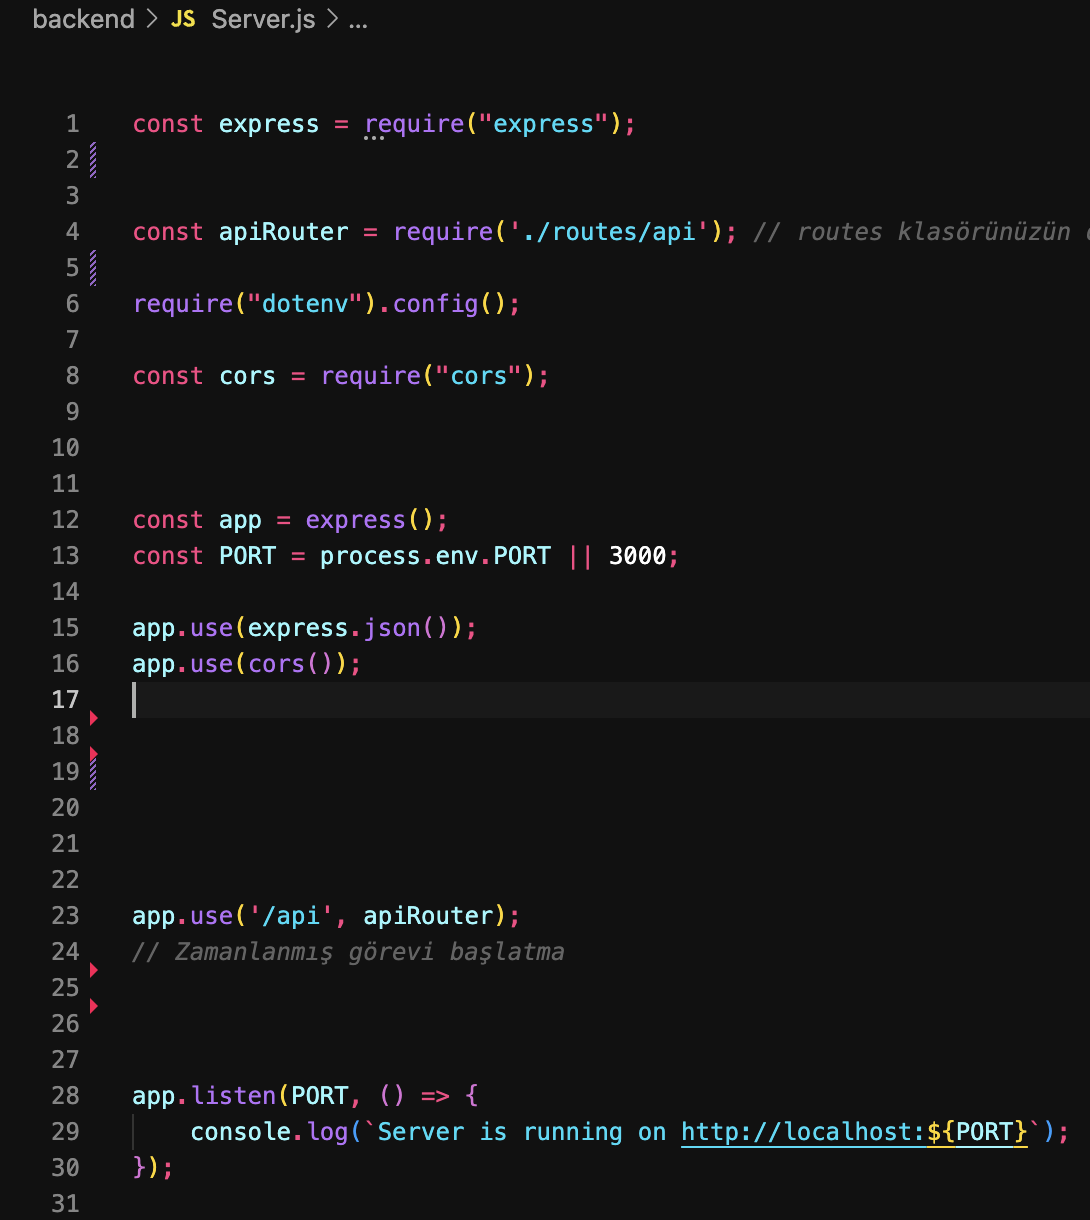 backend > JS Server.js > ...
1 const express = require("express");
2
3
4 const apiRouter = require('./routes/api'); // routes klasörünüzün
5
6 require("dotenv").config();
7
8 const cors = require("cors");
9
10
11
12 const app = express();
13 const PORT = process.env.PORT || 3000;
14
15 app.use(express.json());
16 app.use(cors());
17
18
19
20
21
22
23 app.use('/api', apiRouter);
24 // Zamanlanmış görevi başlatma
25
26
27
28 app.listen(PORT, () => {
29 console.log(`Server is running on http://localhost:${PORT}`);
30 });
31